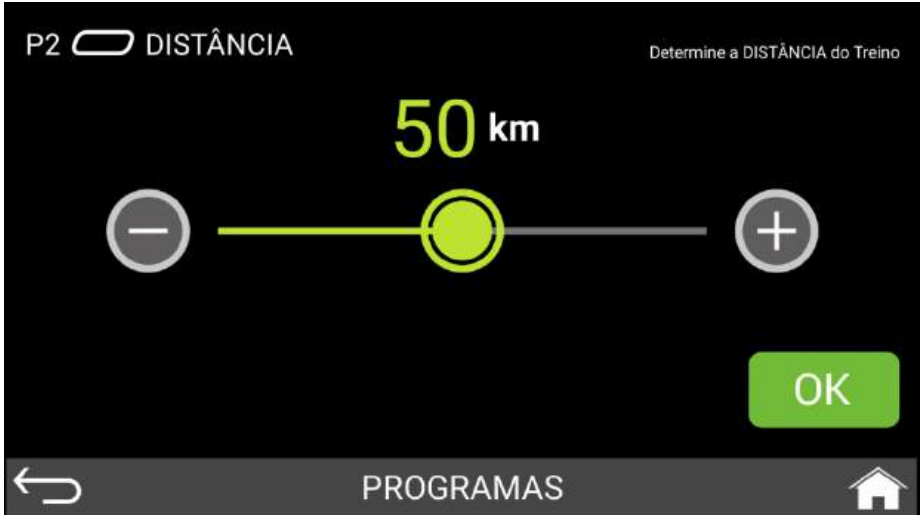 P2 DISTÂNCIA
Determine a DISTÂNCIA do Treino
50 km
OK
PROGRAMAS